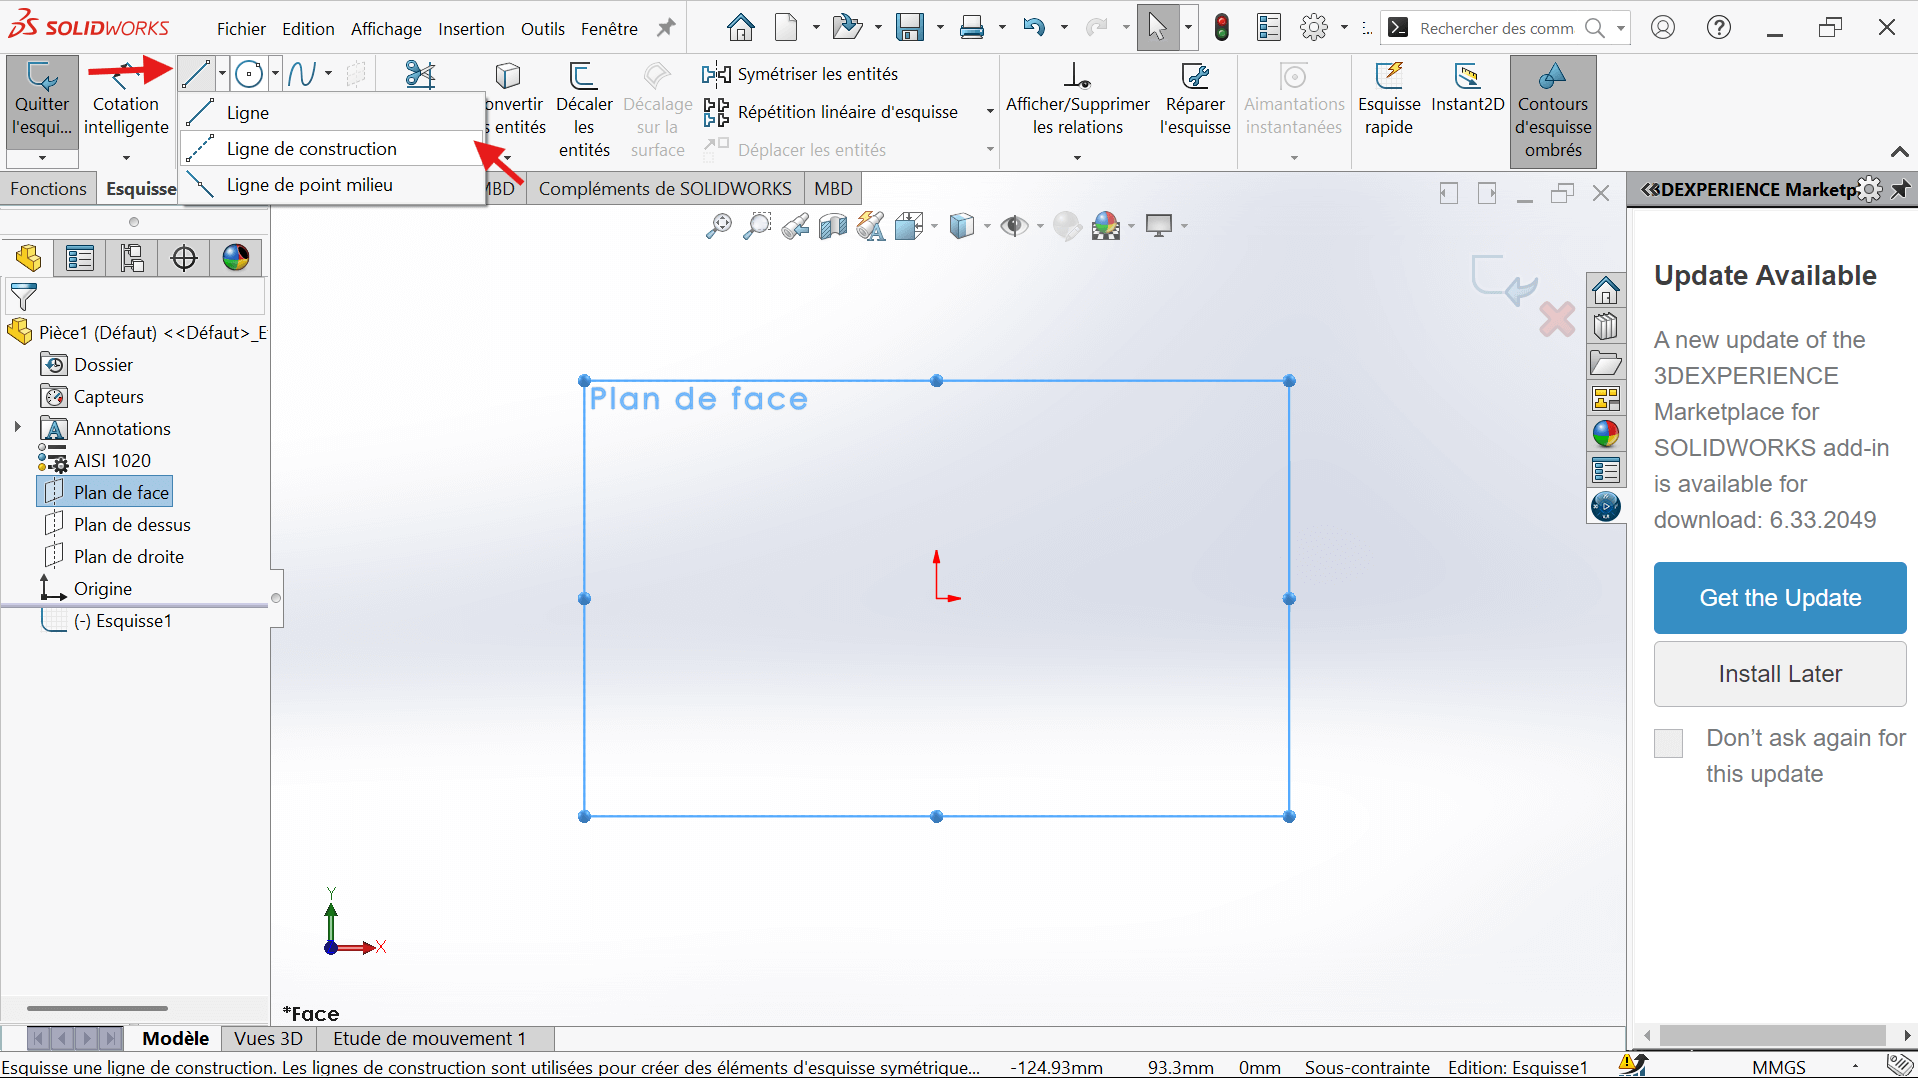 SOLIDWORKS
Fichier Edition Affichage Insertion Outils Fenêtre
Rechercher des comm
Quitter l'esqui...
Cotation intelligente
Ligne
Ligne de construction
Ligne de point milieu
onvertir
s entités
Décaler les entités
Décalage sur la surface
Symétriser les entités
Répétition linéaire d'esquisse
Déplacer les entités
Afficher/Supprimer les relations
Réparer l'esquisse
Aimantations instantanées
Esquisse rapide
Instant2D
Contours d'esquisse ombrés
Fonctions
Esquisse
MBD
Compléments de SOLIDWORKS
MBD
3DEXPERIENCE Marketp
Pièce1 (Défaut) <<Défaut>_E
Dossier
Capteurs
Annotations
AISI 1020
Plan de face
Plan de dessus
Plan de droite
Origine
(-) Esquisse1
Plan de face
Y
X
*Face
Update Available
A new update of the
3DEXPERIENCE
Marketplace for
SOLIDWORKS add-in
is available for
download: 6.33.2049
Get the Update
Install Later
Don’t ask again for
this update
Modèle
Vues 3D
Etude de mouvement 1
Esquisse une ligne de construction. Les lignes de construction sont utilisées pour créer des éléments d'esquisse symétrique...
-124.93mm
93.3mm
0mm
Sous-contrainte
Edition: Esquisse1
MMGS